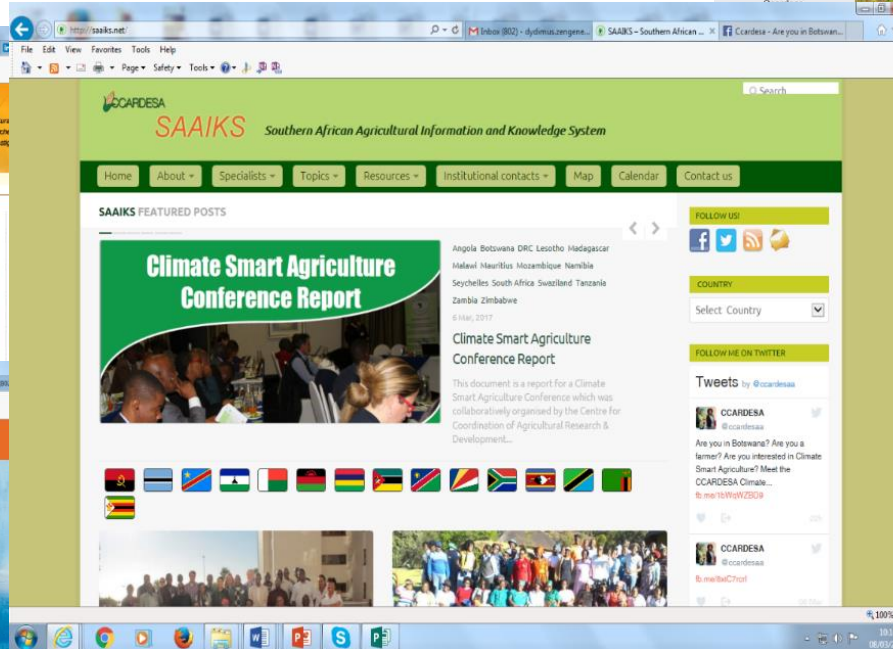 http://saaiks.net/
Inbox (802) - dydimus.zengene...
SAAIKS – Southern African ...
Ccardesa - Are you in Botswan...
File Edit View Favorites Tools Help
Page Safety Tools
CCARDESA
SAAIKS Southern African Agricultural Information and Knowledge System
Search
Home About Specialists Topics Resources Institutional contacts Map Calendar Contact us
SAAIKS FEATURED POSTS
Climate Smart Agriculture
Conference Report
Angola Botswana DRC Lesotho Madagascar
Malawi Mauritius Mozambique Namibia
Seychelles South Africa Swaziland Tanzania
Zambia Zimbabwe
6 Mar, 2017
Climate Smart Agriculture
Conference Report
This document is a report for a Climate
Smart Agriculture Conference which was
collaboratively organised by the Centre for
Coordination of Agricultural Research &
Development...
FOLLOW US!
COUNTRY
Select Country
FOLLOW ME ON TWITTER
Tweets by @ccardesaa
CCARDESA
@ccardesaa
Are you in Botswana? Are you a
farmer? Are you interested in Climate
Smart Agriculture? Meet the
CCARDESA Climate...
CCARDESA
@ccardesaa
100%